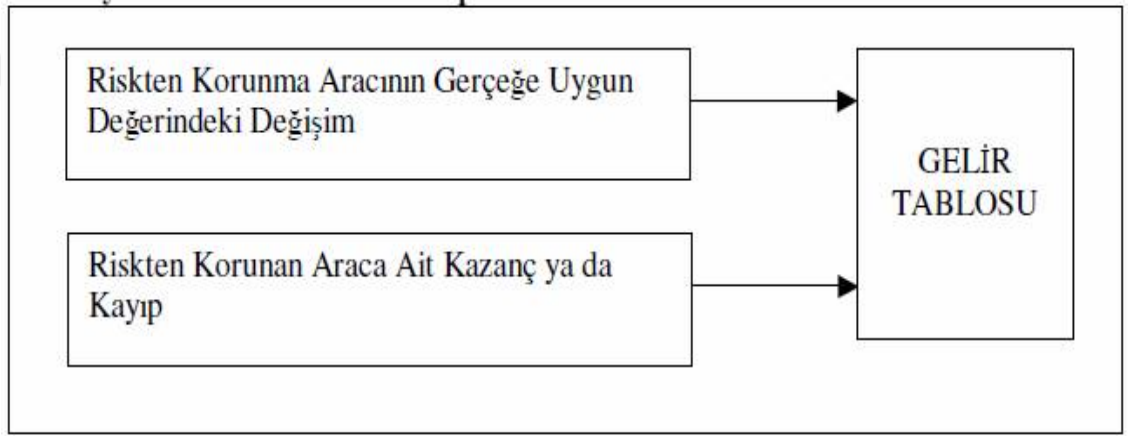 Riskten Korunma Aracının Gerçeğe Uygun
Değerindeki Değişim
GELİR
TABLOSU
Riskten Korunan Araca Ait Kazanç ya da
Kayıp